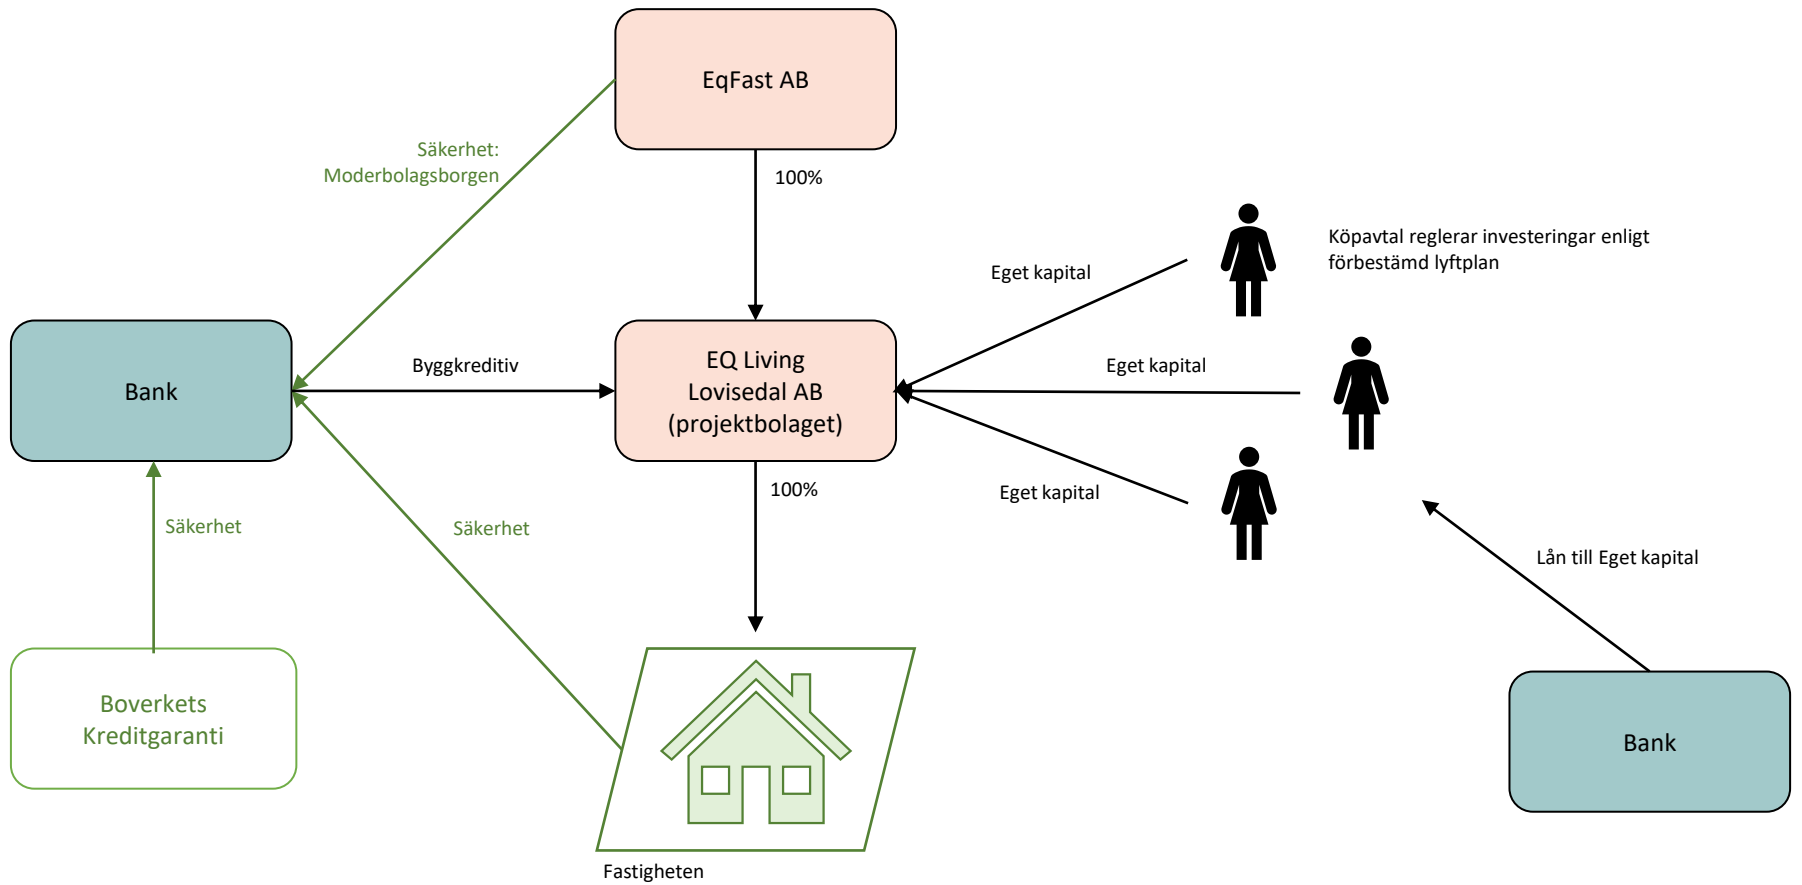 EqFast AB
Säkerhet:
Moderbolagsborgen
100%
Köpavtal reglerar investeringar enligt
förbestämd lyftplan
Eget kapital
Bank
Byggkreditiv
EQ Living
Lovisedal AB
(projektbolaget)
Eget kapital
100%
Eget kapital
Säkerhet
Säkerhet
Lån till Eget kapital
Boverkets
Kreditgaranti
Bank
Fastigheten